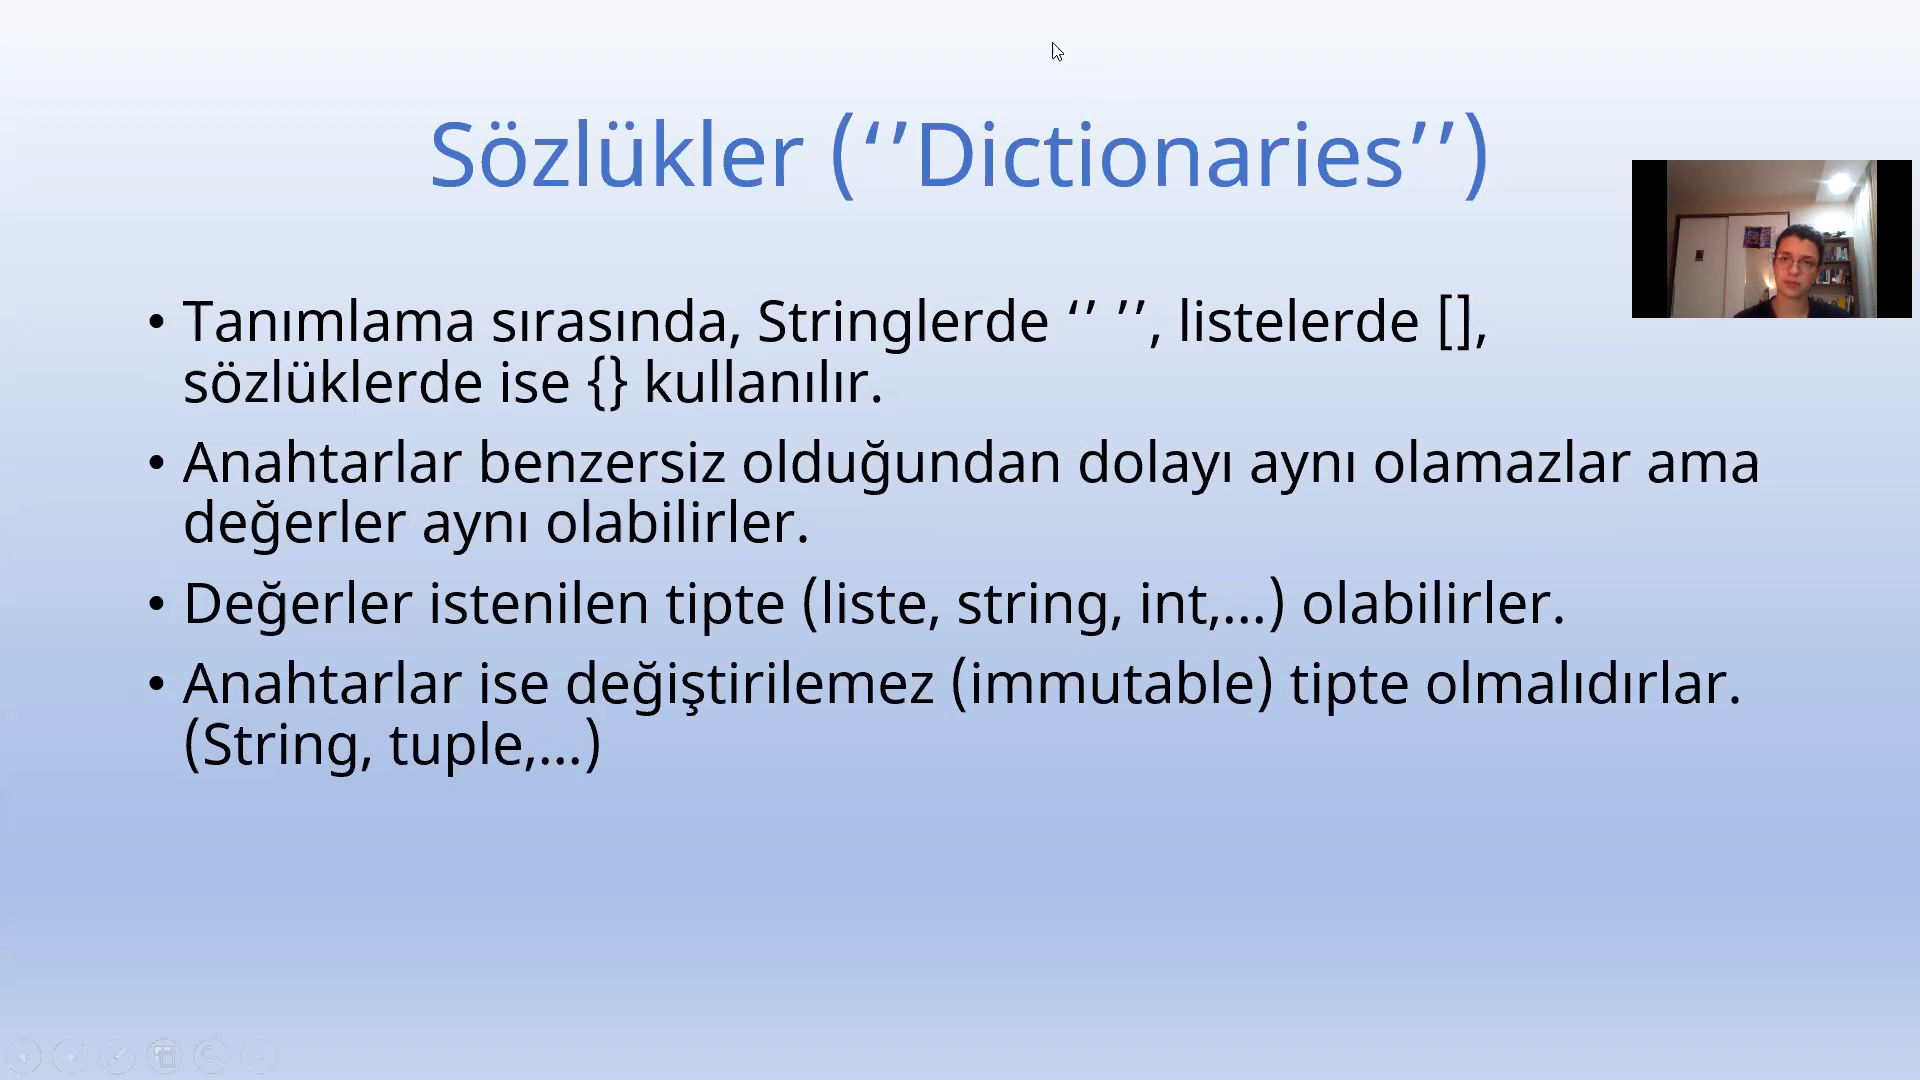 Sözlükler (‘’Dictionaries’’)
• Tanımlama sırasında, Stringlerde ‘’ ’’, listelerde [],
sözlüklerde ise {} kullanılır.
• Anahtarlar benzersiz olduğundan dolayı aynı olamazlar ama
değerler aynı olabilirler.
• Değerler istenilen tipte (liste, string, int,...) olabilirler.
• Anahtarlar ise değiştirilemez (immutable) tipte olmalıdırlar.
(String, tuple,...)